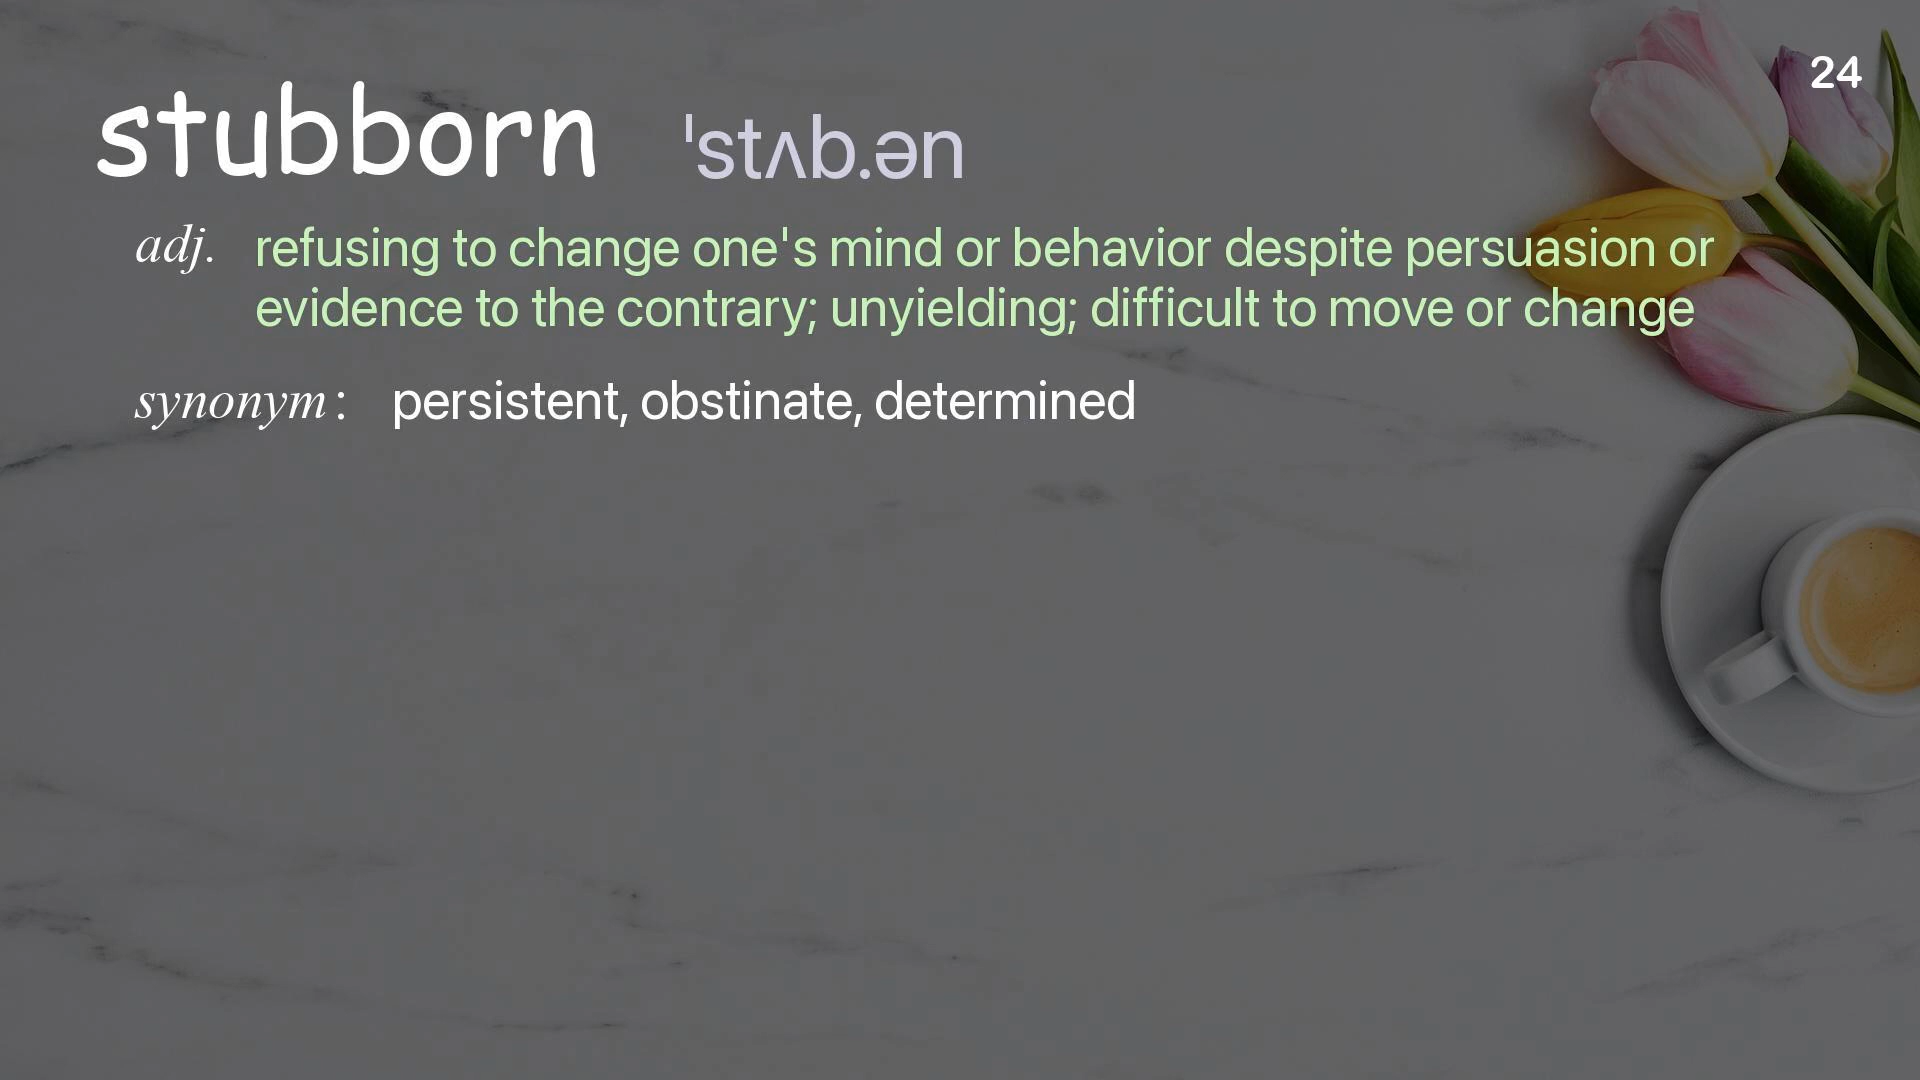 24
stubborn ˈstʌb.ən
adj. refusing to change one's mind or behavior despite persuasion or
evidence to the contrary; unyielding; difficult to move or change
synonym : persistent, obstinate, determined